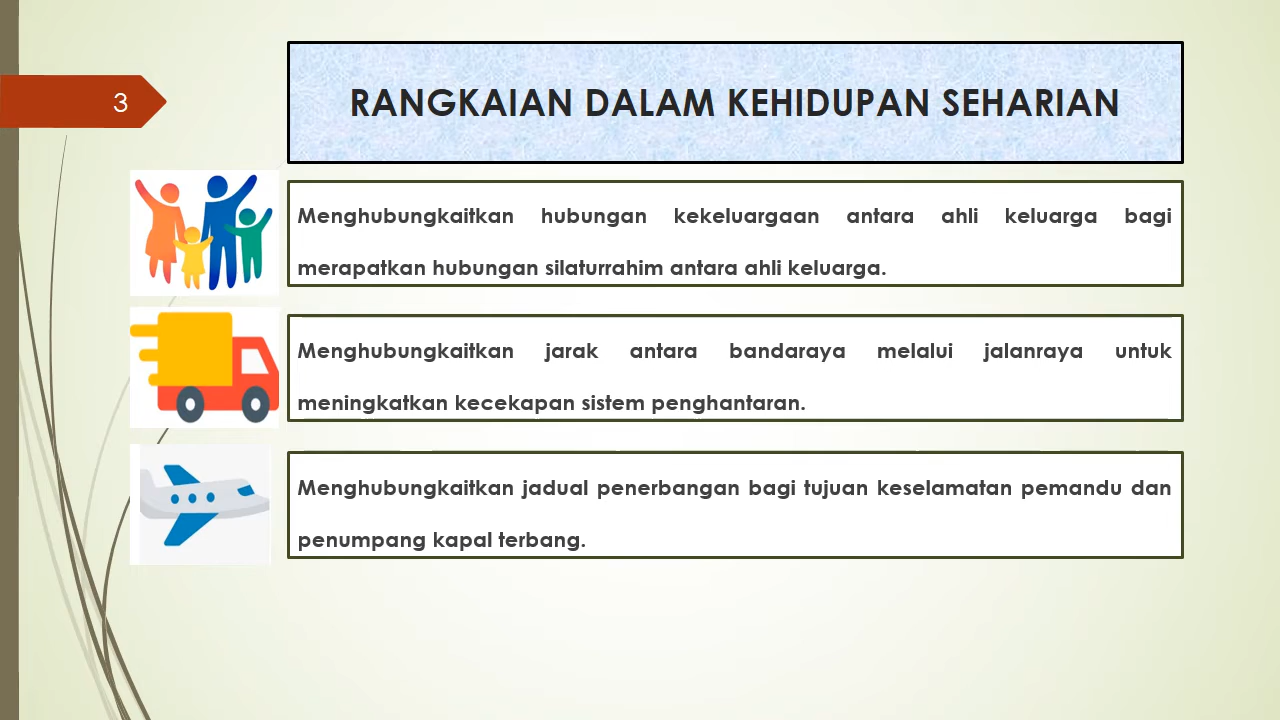 3
RANGKAIAN DALAM KEHIDUPAN SEHARIAN
Menghubungkaitkan hubungan kekeluargaan antara ahli keluarga bagi
merapatkan hubungan silaturrahim antara ahli keluarga.
Menghubungkaitkan jarak antara bandaraya melalui jalanraya untuk
meningkatkan kecekapan sistem penghantaran.
Menghubungkaitkan jadual penerbangan bagi tujuan keselamatan pemandu dan
penumpang kapal terbang.